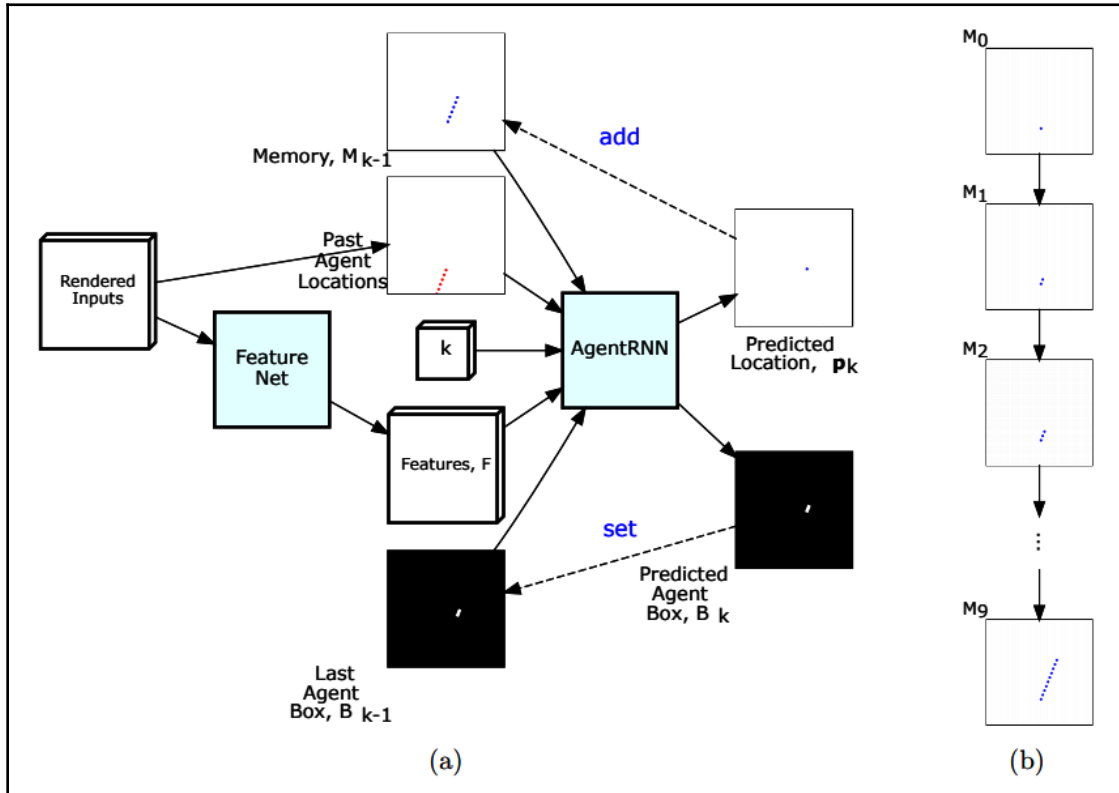 Memory, M k-1
add
Past
Agent
Locations
Rendered
Inputs
Feature
Net
k
AgentRNN
Predicted
Location, pk
Features, F
set
Predicted
Agent
Box, B k
Last
Agent
Box, B k-1
(a)
M0
M1
M2
...
M9
(b)